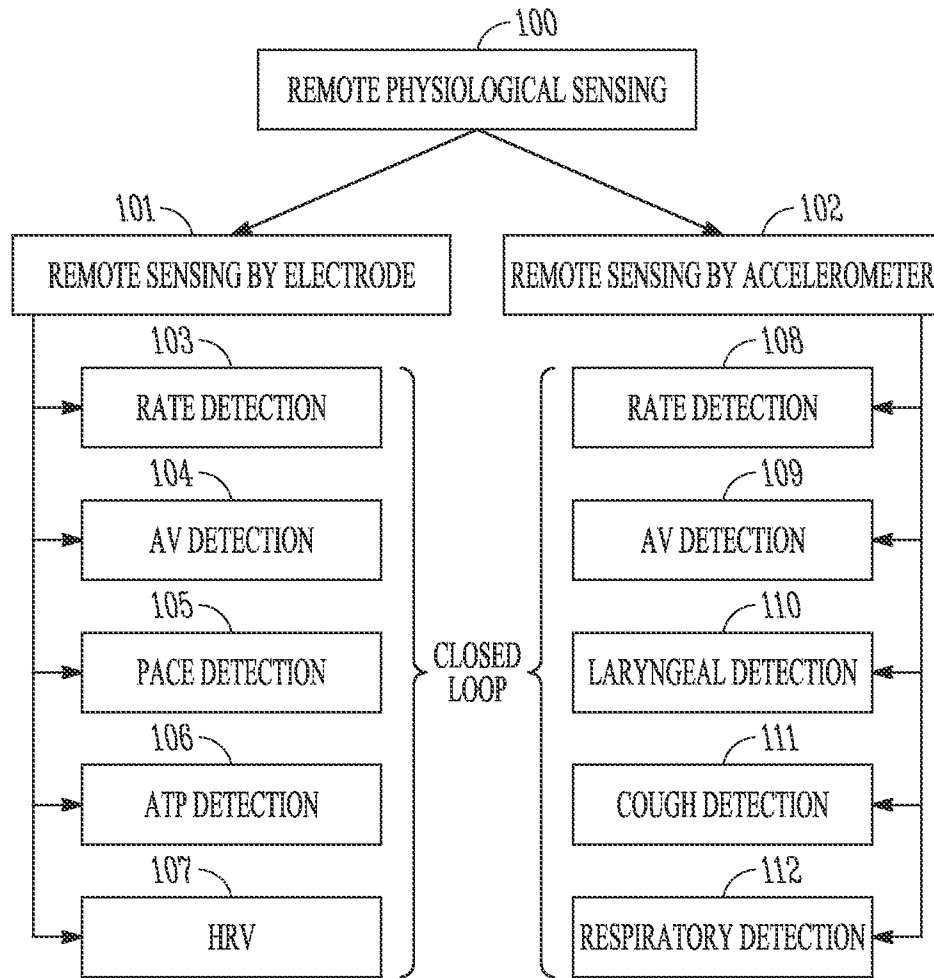 100
REMOTE PHYSIOLOGICAL SENSING
101
REMOTE SENSING BY ELECTRODE
102
REMOTE SENSING BY ACCELEROMETER
103
RATE DETECTION
104
AV DETECTION
105
PACE DETECTION
106
ATP DETECTION
107
HRV
CLOSED
LOOP
108
RATE DETECTION
109
AV DETECTION
110
LARYNGEAL DETECTION
111
COUGH DETECTION
112
RESPIRATORY DETECTION